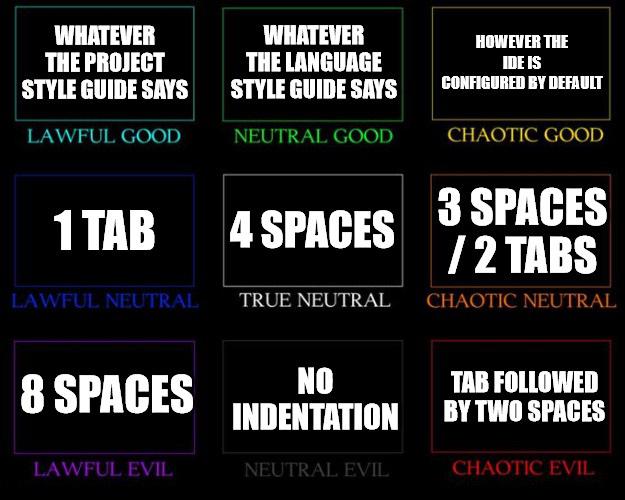 WHATEVER
THE PROJECT
STYLE GUIDE SAYS
LAWFUL GOOD
WHATEVER
THE LANGUAGE
STYLE GUIDE SAYS
NEUTRAL GOOD
HOWEVER THE
IDE IS
CONFIGURED BY DEFAULT
CHAOTIC GOOD
1 TAB
LAWFUL NEUTRAL
4 SPACES
TRUE NEUTRAL
3 SPACES
/ 2 TABS
CHAOTIC NEUTRAL
8 SPACES
LAWFUL EVIL
NO
INDENTATION
NEUTRAL EVIL
TAB FOLLOWED
BY TWO SPACES
CHAOTIC EVIL